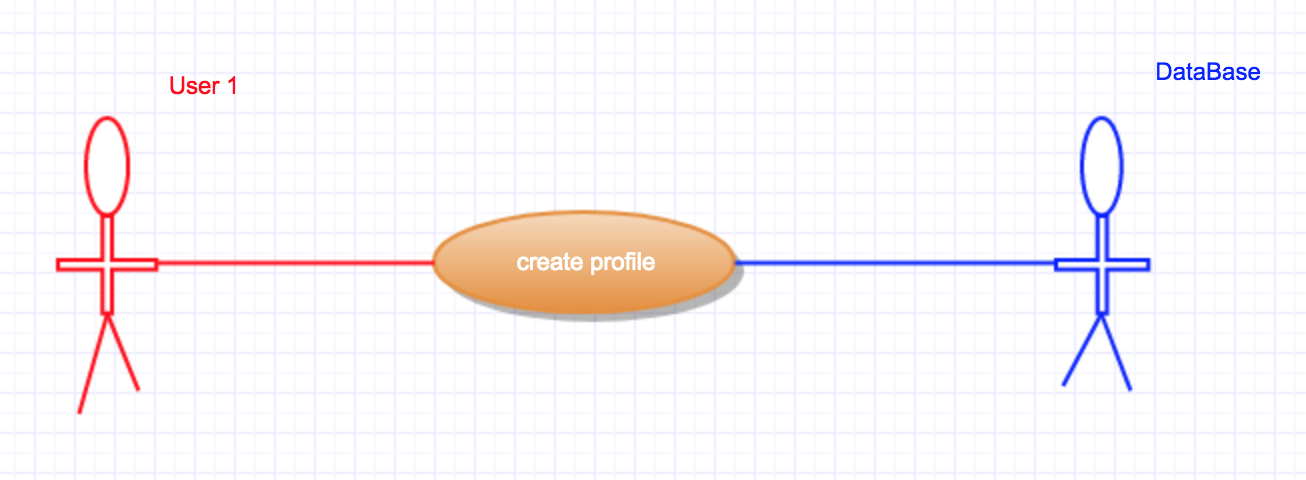 User 1
DataBase
create profile